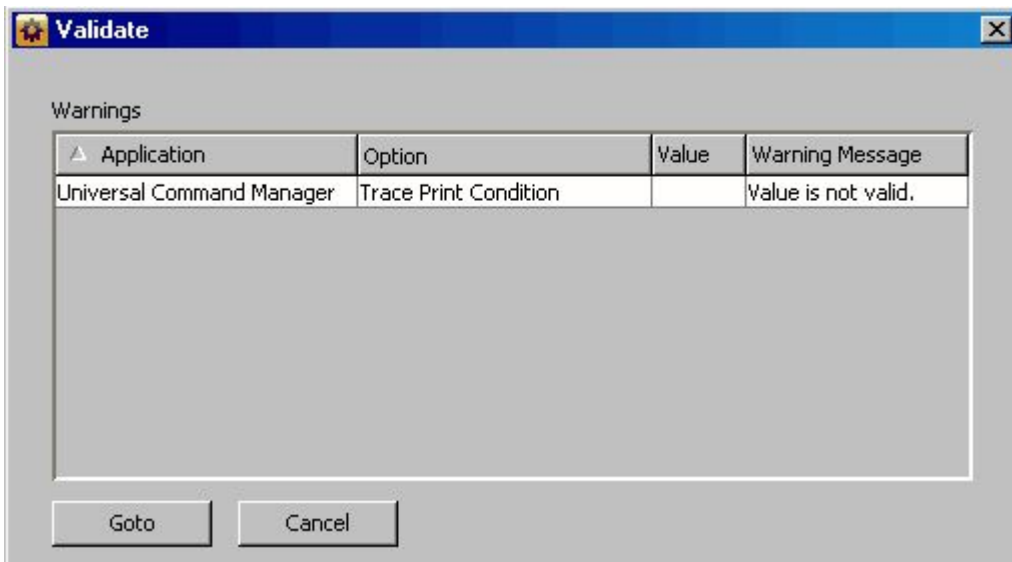 Validate
Warnings
Application Option Value Warning Message
Universal Command Manager Trace Print Condition Value is not valid.
Goto Cancel